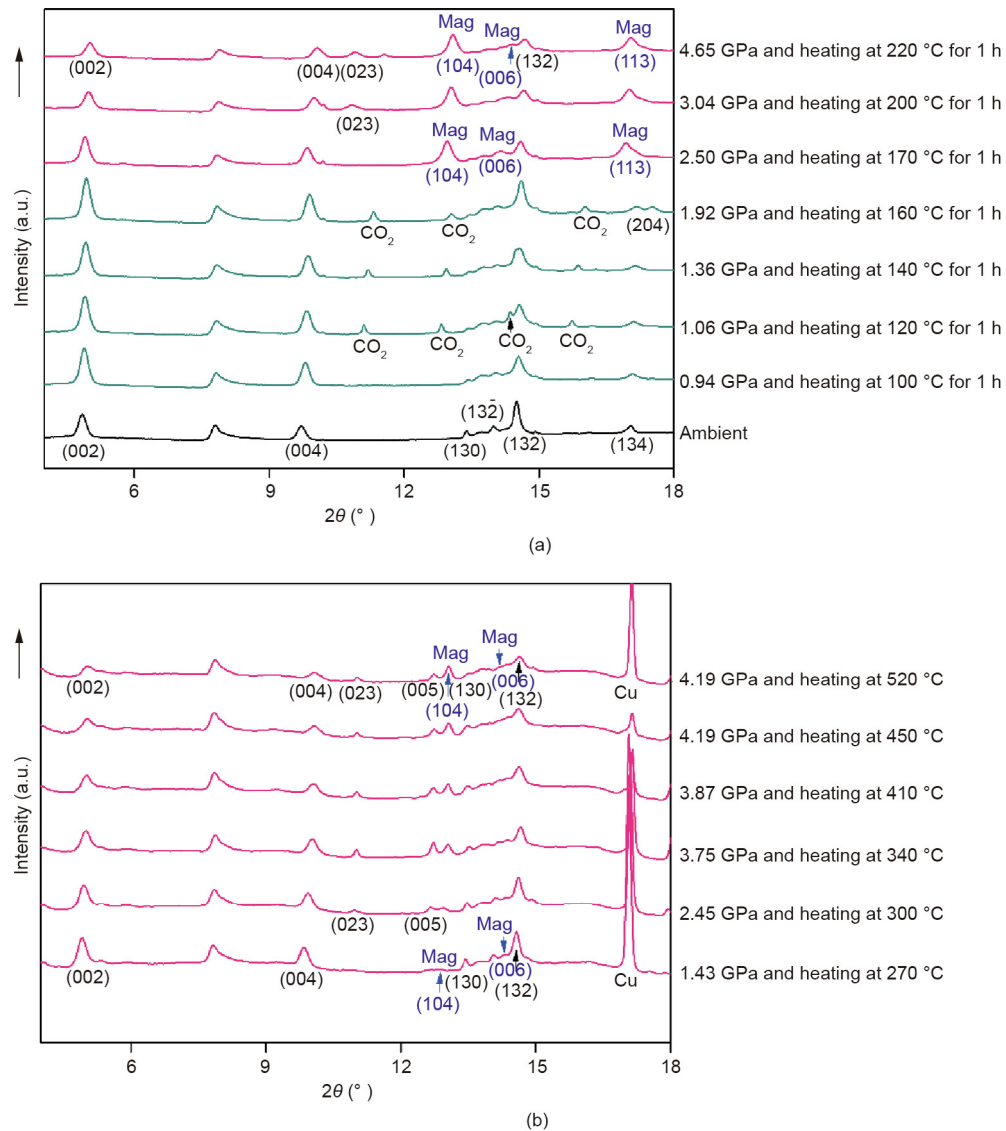 Intensity (a.u.)
Mag
Mag
Mag
(002)
(004)
(023)
(104)
(006)
(132)
(113)
4.65 GPa and heating at 220 °C for 1 h
(023)
3.04 GPa and heating at 200 °C for 1 h
Mag
Mag
Mag
(104)
(006)
(113)
2.50 GPa and heating at 170 °C for 1 h
CO₂
CO₂
CO₂
(204)
1.92 GPa and heating at 160 °C for 1 h
1.36 GPa and heating at 140 °C for 1 h
CO₂
CO₂
CO₂
CO₂
1.06 GPa and heating at 120 °C for 1 h
0.94 GPa and heating at 100 °C for 1 h
(132̄)
(002)
(004)
(130)
(132)
(134)
Ambient
6
9
12
15
18
2θ (°)
(a)
Intensity (a.u.)
Mag
Mag
(002)
(004)
(023)
(005)
(130)
(006)
(104)
(132)
Cu
4.19 GPa and heating at 520 °C
4.19 GPa and heating at 450 °C
3.87 GPa and heating at 410 °C
3.75 GPa and heating at 340 °C
(023)
(005)
2.45 GPa and heating at 300 °C
Mag
Mag
(002)
(004)
(130)
(006)
(104)
(132)
Cu
1.43 GPa and heating at 270 °C
6
9
12
15
18
2θ (°)
(b)